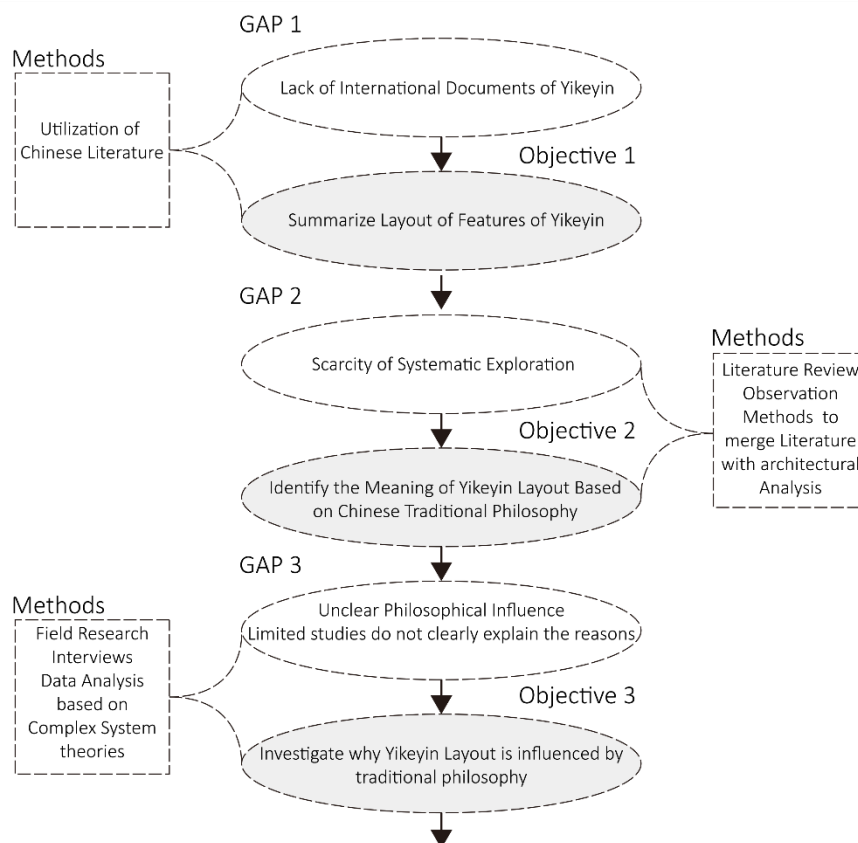 GAP 1
Methods
Lack of International Documents of Yikeyin
Utilization of
Chinese Literature
Objective 1
Summarize Layout of Features of Yikeyin
GAP 2
Methods
Scarcity of Systematic Exploration
Literature Review
Observation
Methods to
merge Literature
with architectural
Analysis
Objective 2
Identify the Meaning of Yikeyin Layout Based
on Chinese Traditional Philosophy
GAP 3
Methods
Unclear Philosophical Influence
Limited studies do not clearly explain the reasons
Field Research
Interviews
Data Analysis
based on
Complex System
theories
Objective 3
Investigate why Yikeyin Layout is influenced by
traditional philosophy